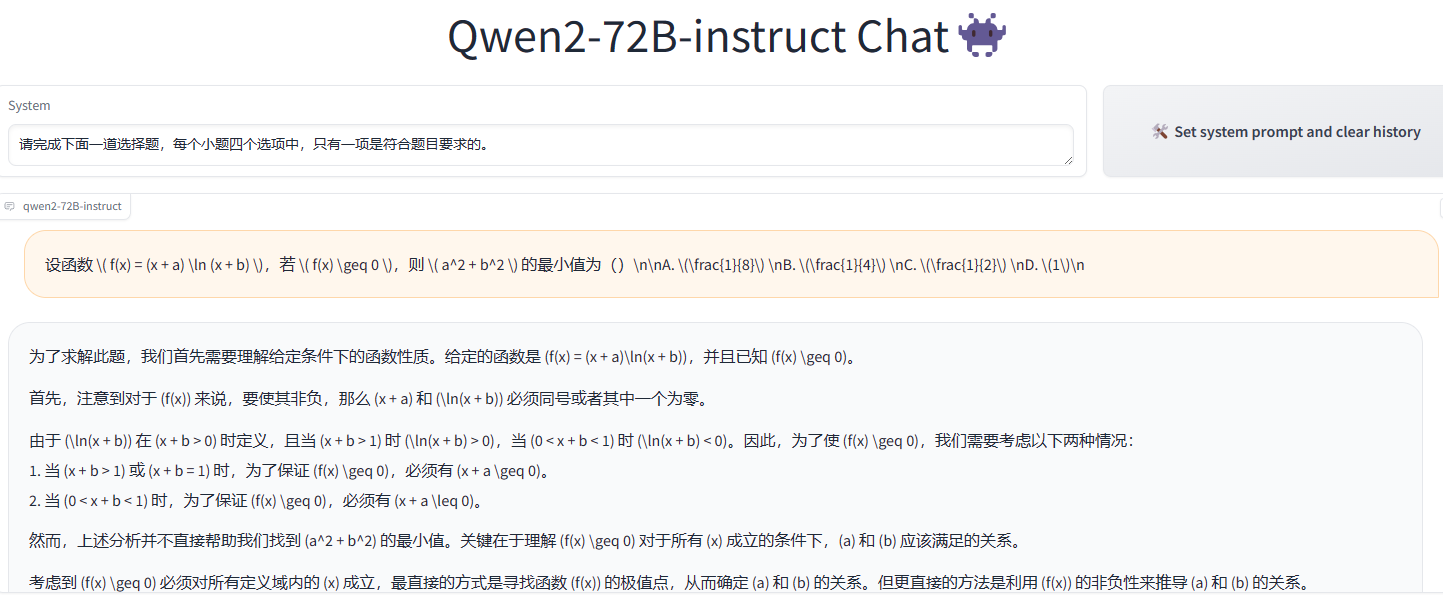 Qwen2-72B-instruct Chat
System
请完成下面一道选择题，每个小题四个选项中，只有一项是符合题目要求的。
Set system prompt and clear history
qwen2-72B-instruct
设函数 \( f(x) = (x + a) \ln (x + b) \)，若 \( f(x) \geq 0 \)，则 \( a^2 + b^2 \) 的最小值为（）\n\nA. \(\frac{1}{8}\) \nB. \(\frac{1}{4}\) \nC. \(\frac{1}{2}\) \nD. \(1\)\n
为了求解此题，我们首先需要理解给定条件下的函数性质。给定的函数是 (f(x) = (x + a)\ln(x + b))，并且已知 (f(x) \geq 0)。
首先，注意到对于 (f(x)) 来说，要使其非负，那么 (x + a) 和 (\ln(x + b)) 必须同号或者其中一个为零。
由于 (\ln(x + b)) 在 (x + b > 0) 时定义，且当 (x + b > 1) 时 (\ln(x + b) > 0)，当 (0 < x + b < 1) 时 (\ln(x + b) < 0)。因此，为了使 (f(x) \geq 0)，我们需要考虑以下两种情况：
1. 当 (x + b > 1) 或 (x + b = 1) 时，为了保证 (f(x) \geq 0)，必须有 (x + a \geq 0)。
2. 当 (0 < x + b < 1) 时，为了保证 (f(x) \geq 0)，必须有 (x + a \leq 0)。
然而，上述分析并不直接帮助我们找到 (a^2 + b^2) 的最小值。关键在于理解 (f(x) \geq 0) 对于所有 (x) 成立的条件下，(a) 和 (b) 应该满足的关系。
考虑到 (f(x) \geq 0) 必须对所有定义域内的 (x) 成立，最直接的方式是寻找函数 (f(x)) 的极值点，从而确定 (a) 和 (b) 的关系。但更直接的方法是利用 (f(x)) 的非负性来推导 (a) 和 (b) 的关系。